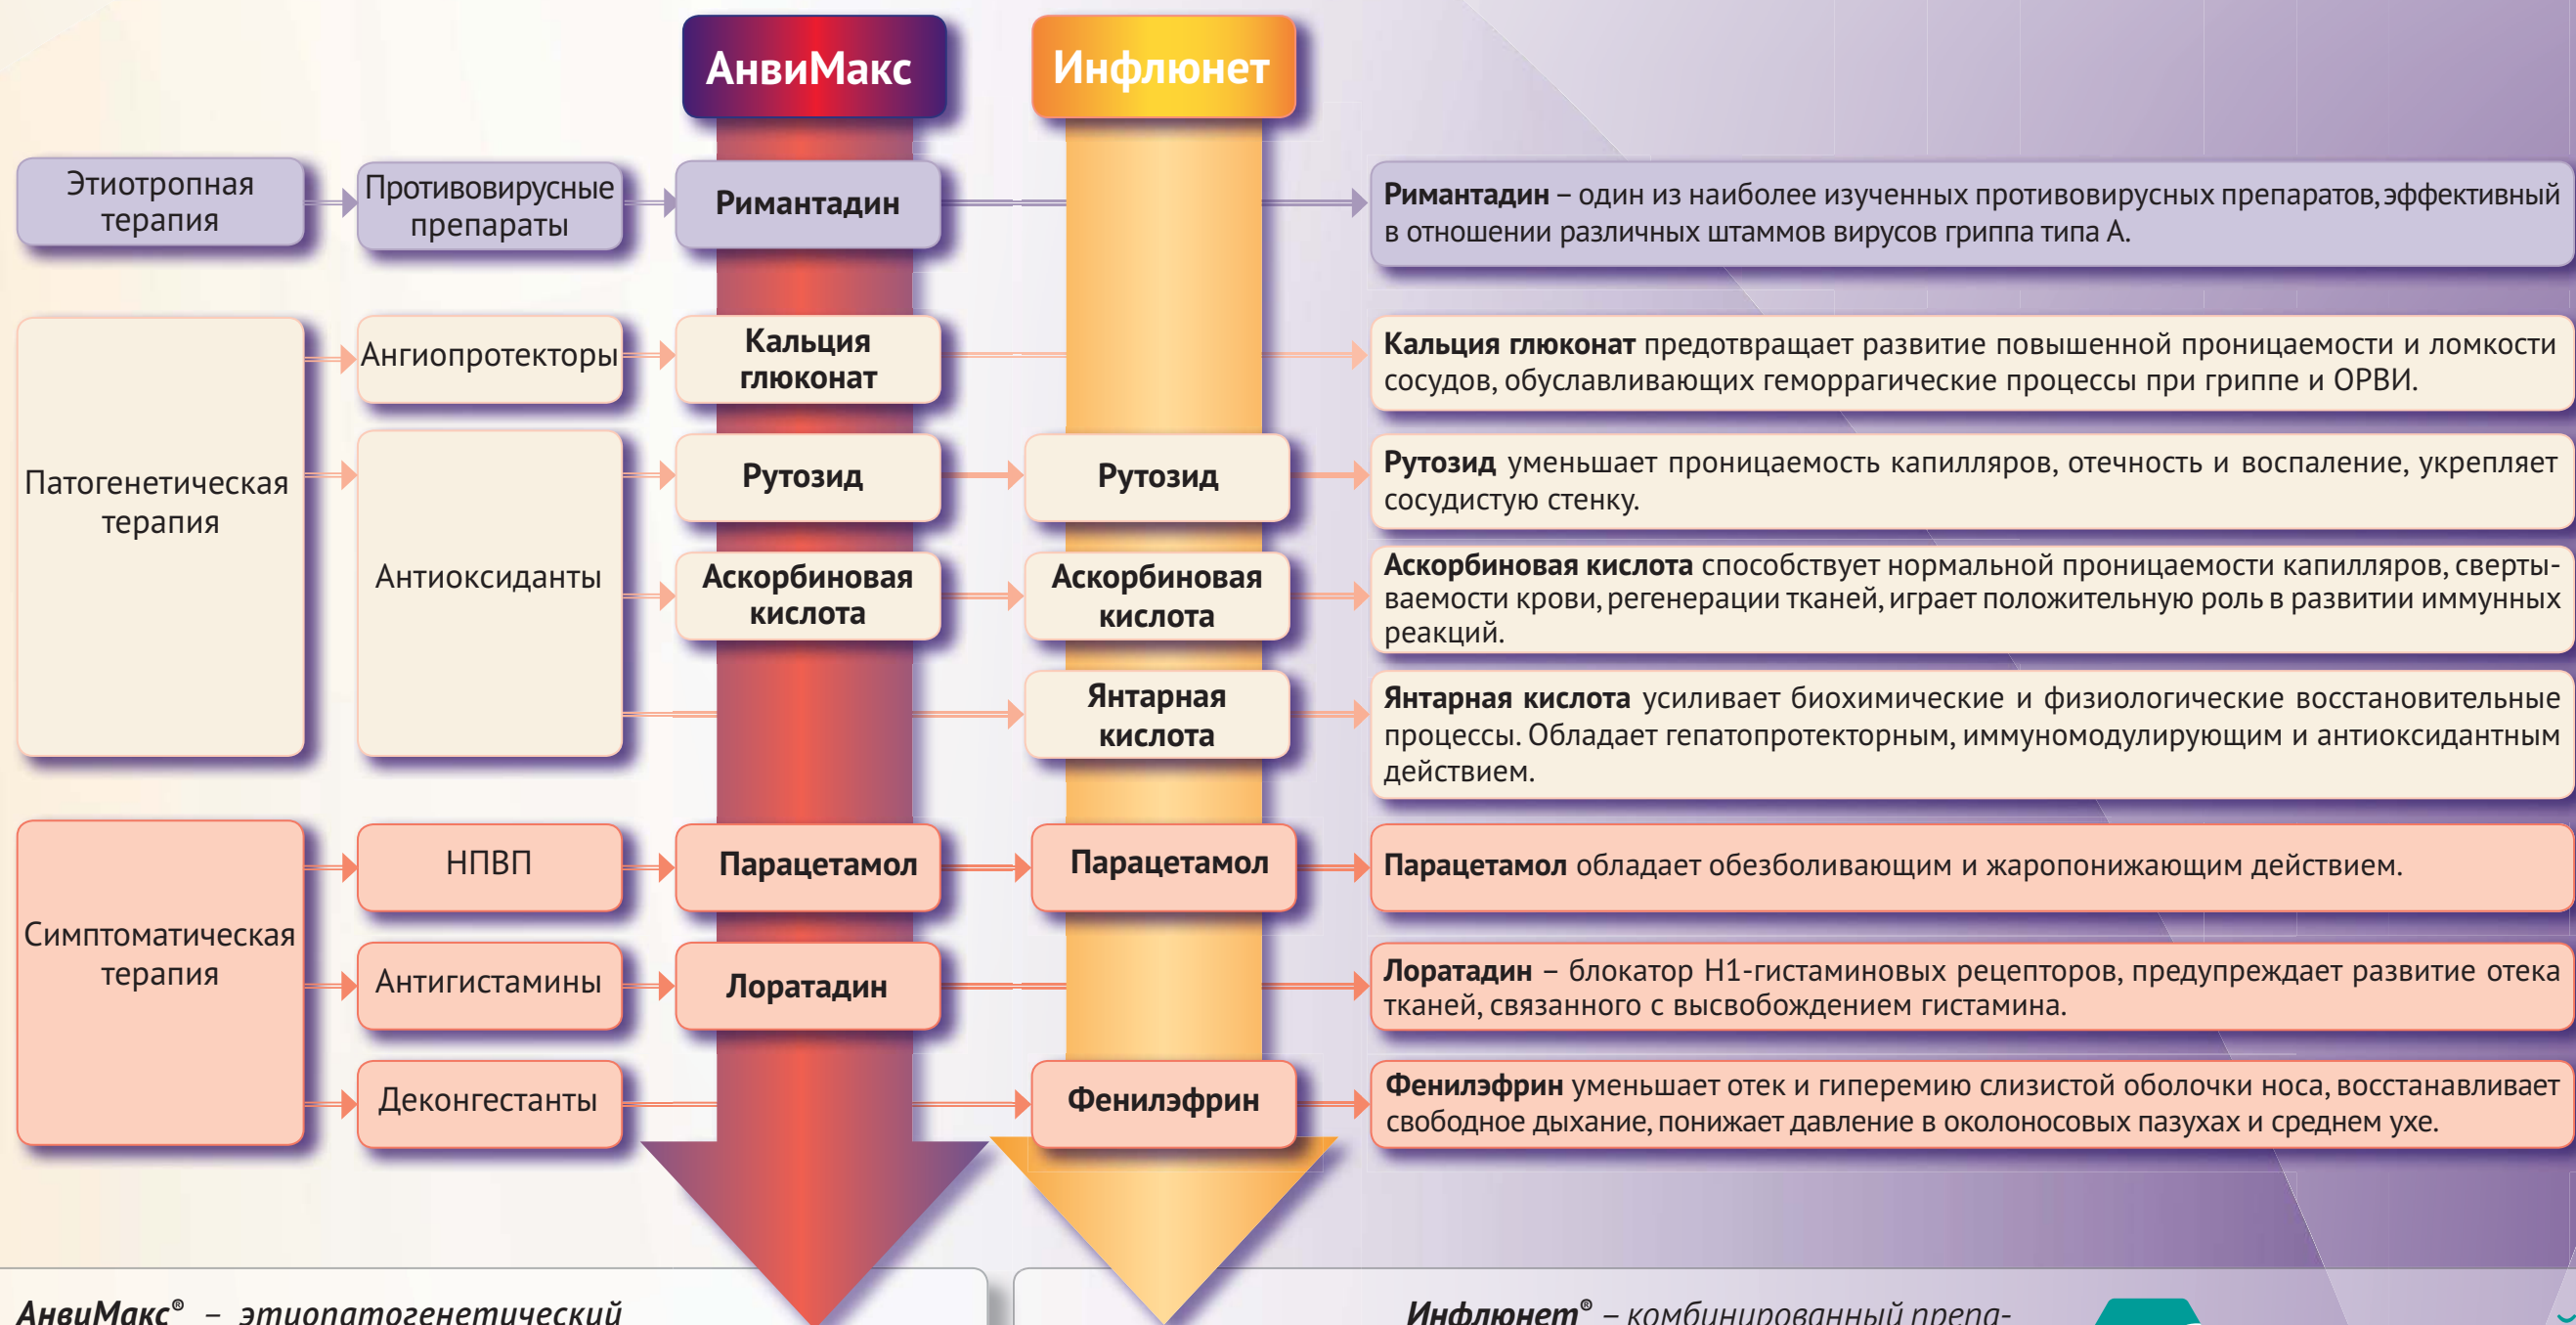 АнвиМакс
Инфлюнет
Этиотропная
терапия
Противовирусные
препараты
Римантадин
Римантадин – один из наиболее изученных противовирусных препаратов, эффективный
в отношении различных штаммов вирусов гриппа типа А.
Патогенетическая
терапия
Ангиопротекторы
Кальция
глюконат
Кальция глюконат предотвращает развитие повышенной проницаемости и ломкости
сосудов, обуславливающих геморрагические процессы при гриппе и ОРВИ.
Антиоксиданты
Рутозид
Рутозид
Рутозид уменьшает проницаемость капилляров, отечность и воспаление, укрепляет
сосудистую стенку.
Аскорбиновая
кислота
Аскорбиновая
кислота
Аскорбиновая кислота способствует нормальной проницаемости капилляров, сверты-
ваемости крови, регенерации тканей, играет положительную роль в развитии иммунных
реакций.
Янтарная
кислота
Янтарная кислота усиливает биохимические и физиологические восстановительные
процессы. Обладает гепатопротекторным, иммуномодулирующим и антиоксидантным
действием.
Симптоматическая
терапия
НПВП
Парацетамол
Парацетамол
Парацетамол обладает обезболивающим и жаропонижающим действием.
Антигистамины
Лоратадин
Лоратадин – блокатор Н1-гистаминовых рецепторов, предупреждает развитие отека
тканей, связанного с высвобождением гистамина.
Деконгестанты
Фенилэфрин
Фенилэфрин уменьшает отек и гиперемию слизистой оболочки носа, восстанавливает
свободное дыхание, понижает давление в околоносовых пазухах и среднем ухе.
АнвиМакс® – этиопатогенетический
Инфлюнет® – комбинированный препа-